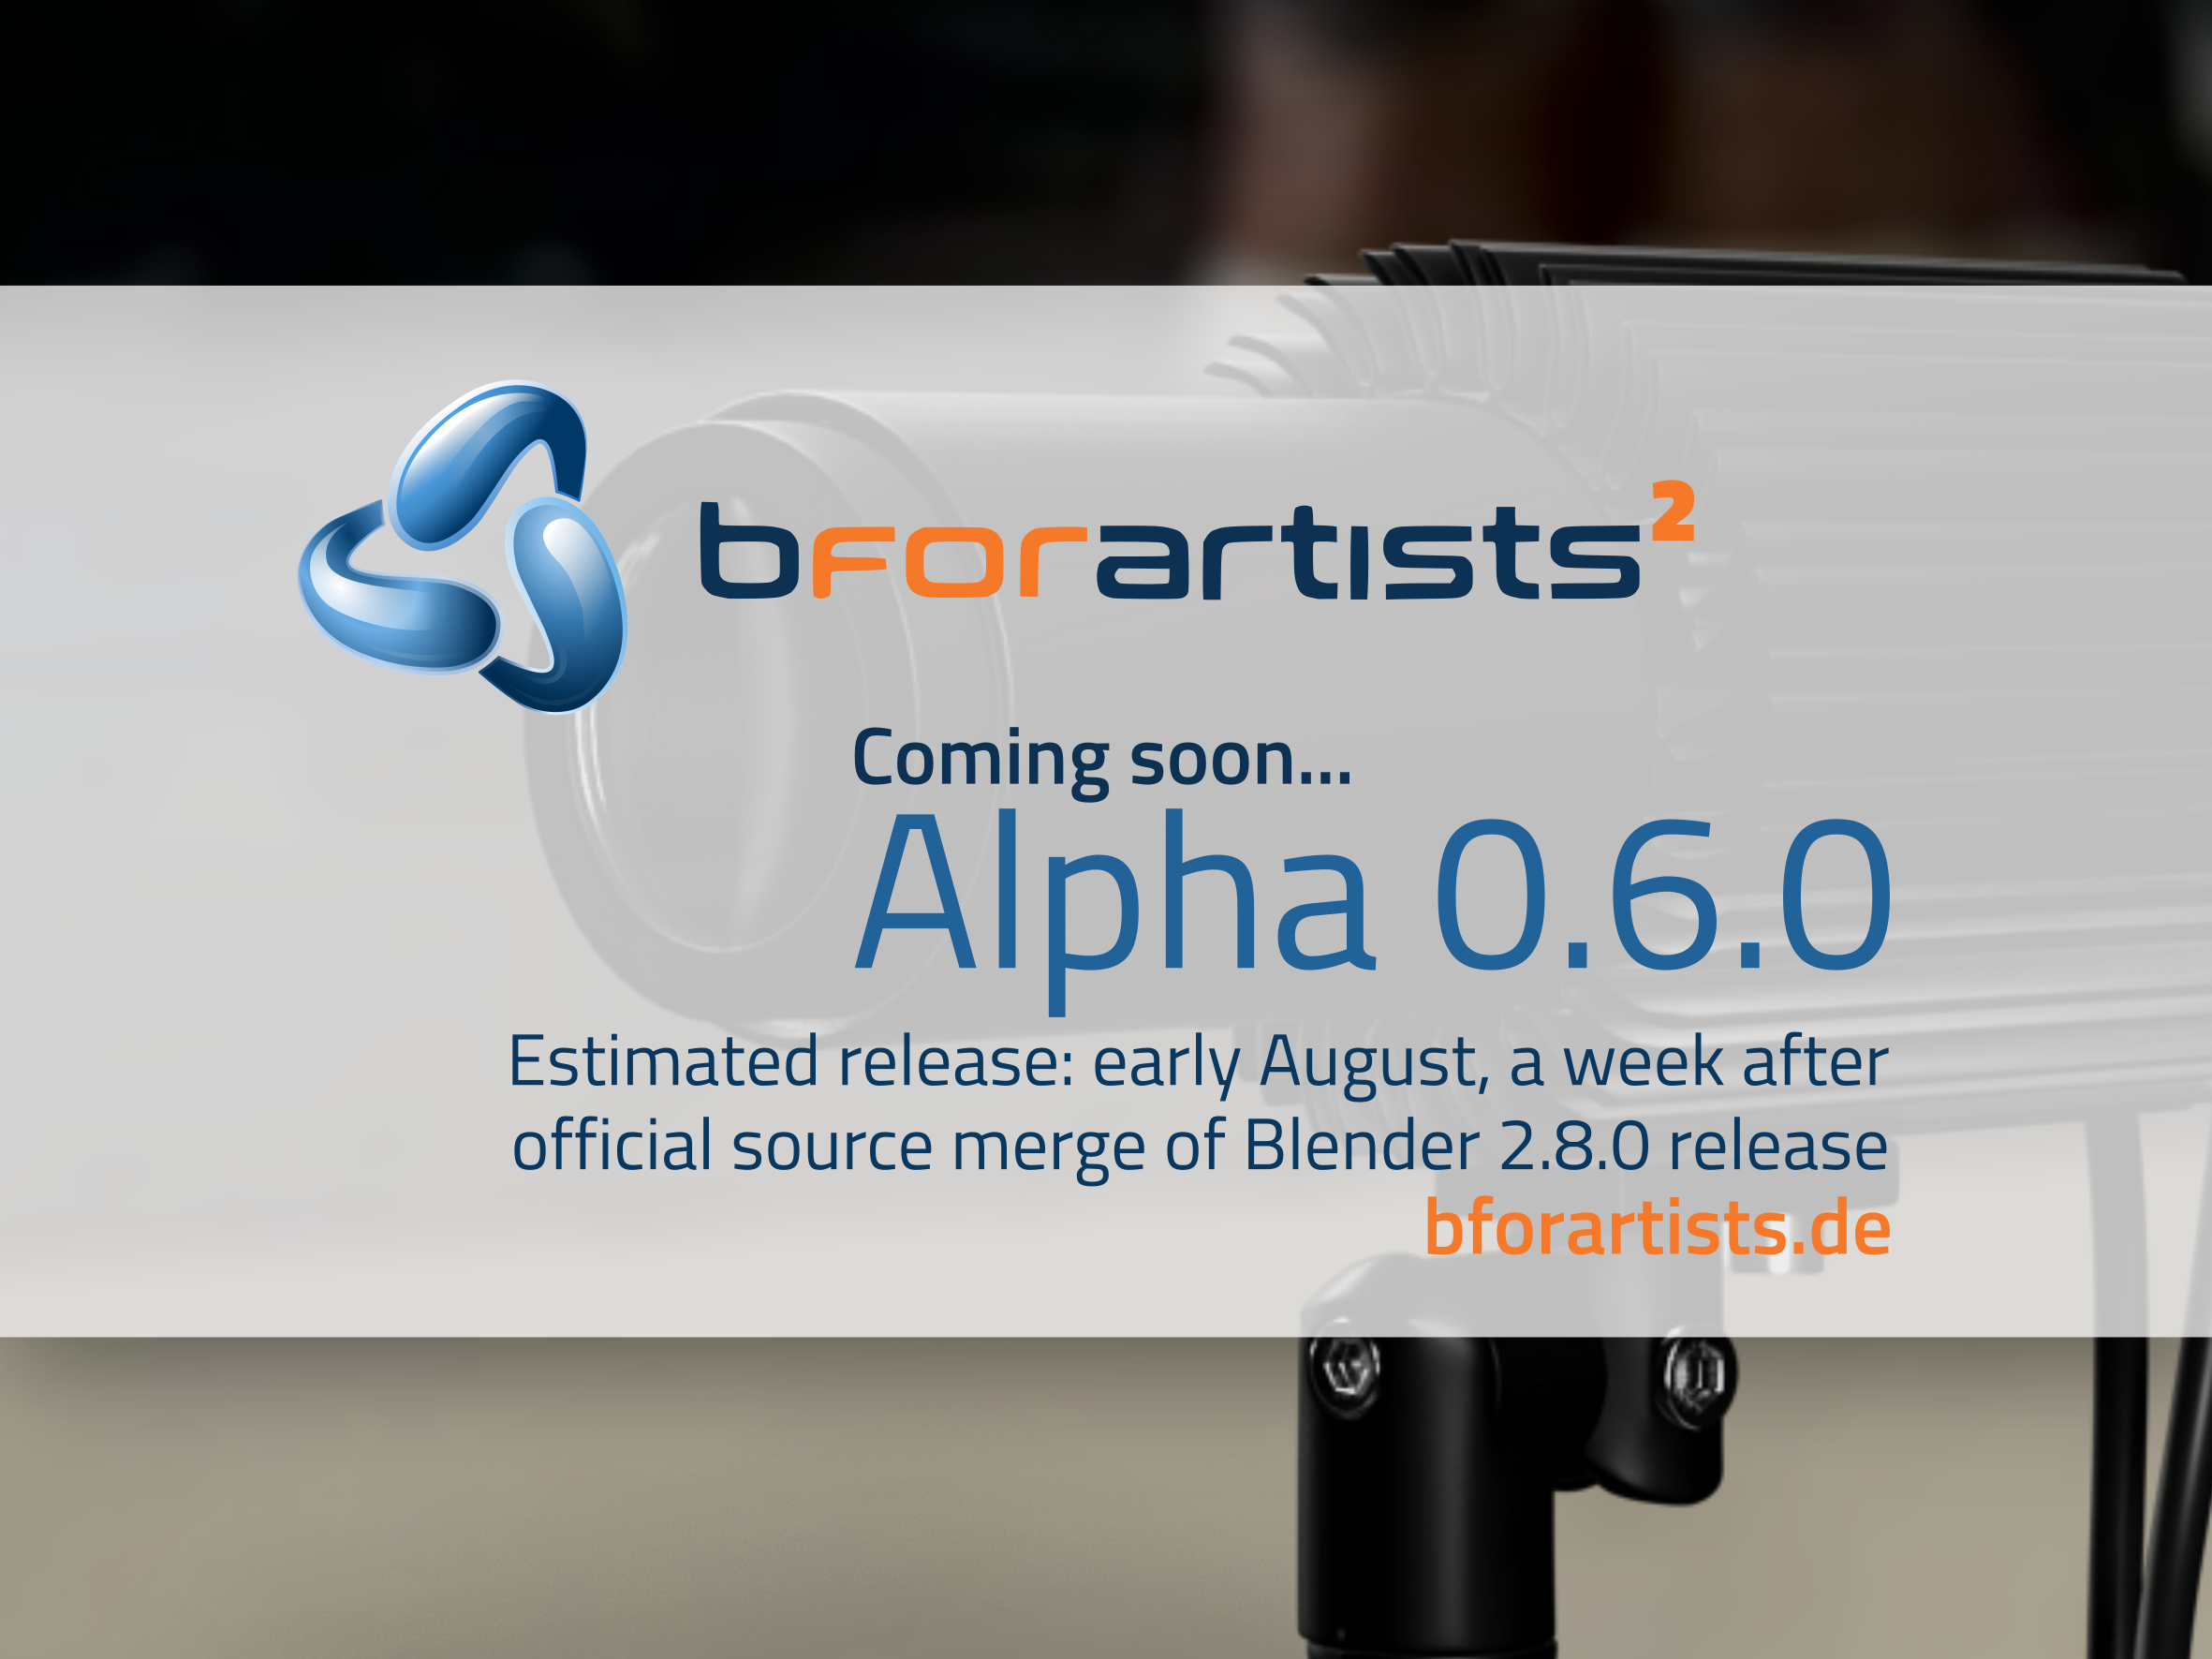 bforartists²
Coming soon...
Alpha 0.6.0
Estimated release: early August, a week after
official source merge of Blender 2.8.0 release
bforartists.de